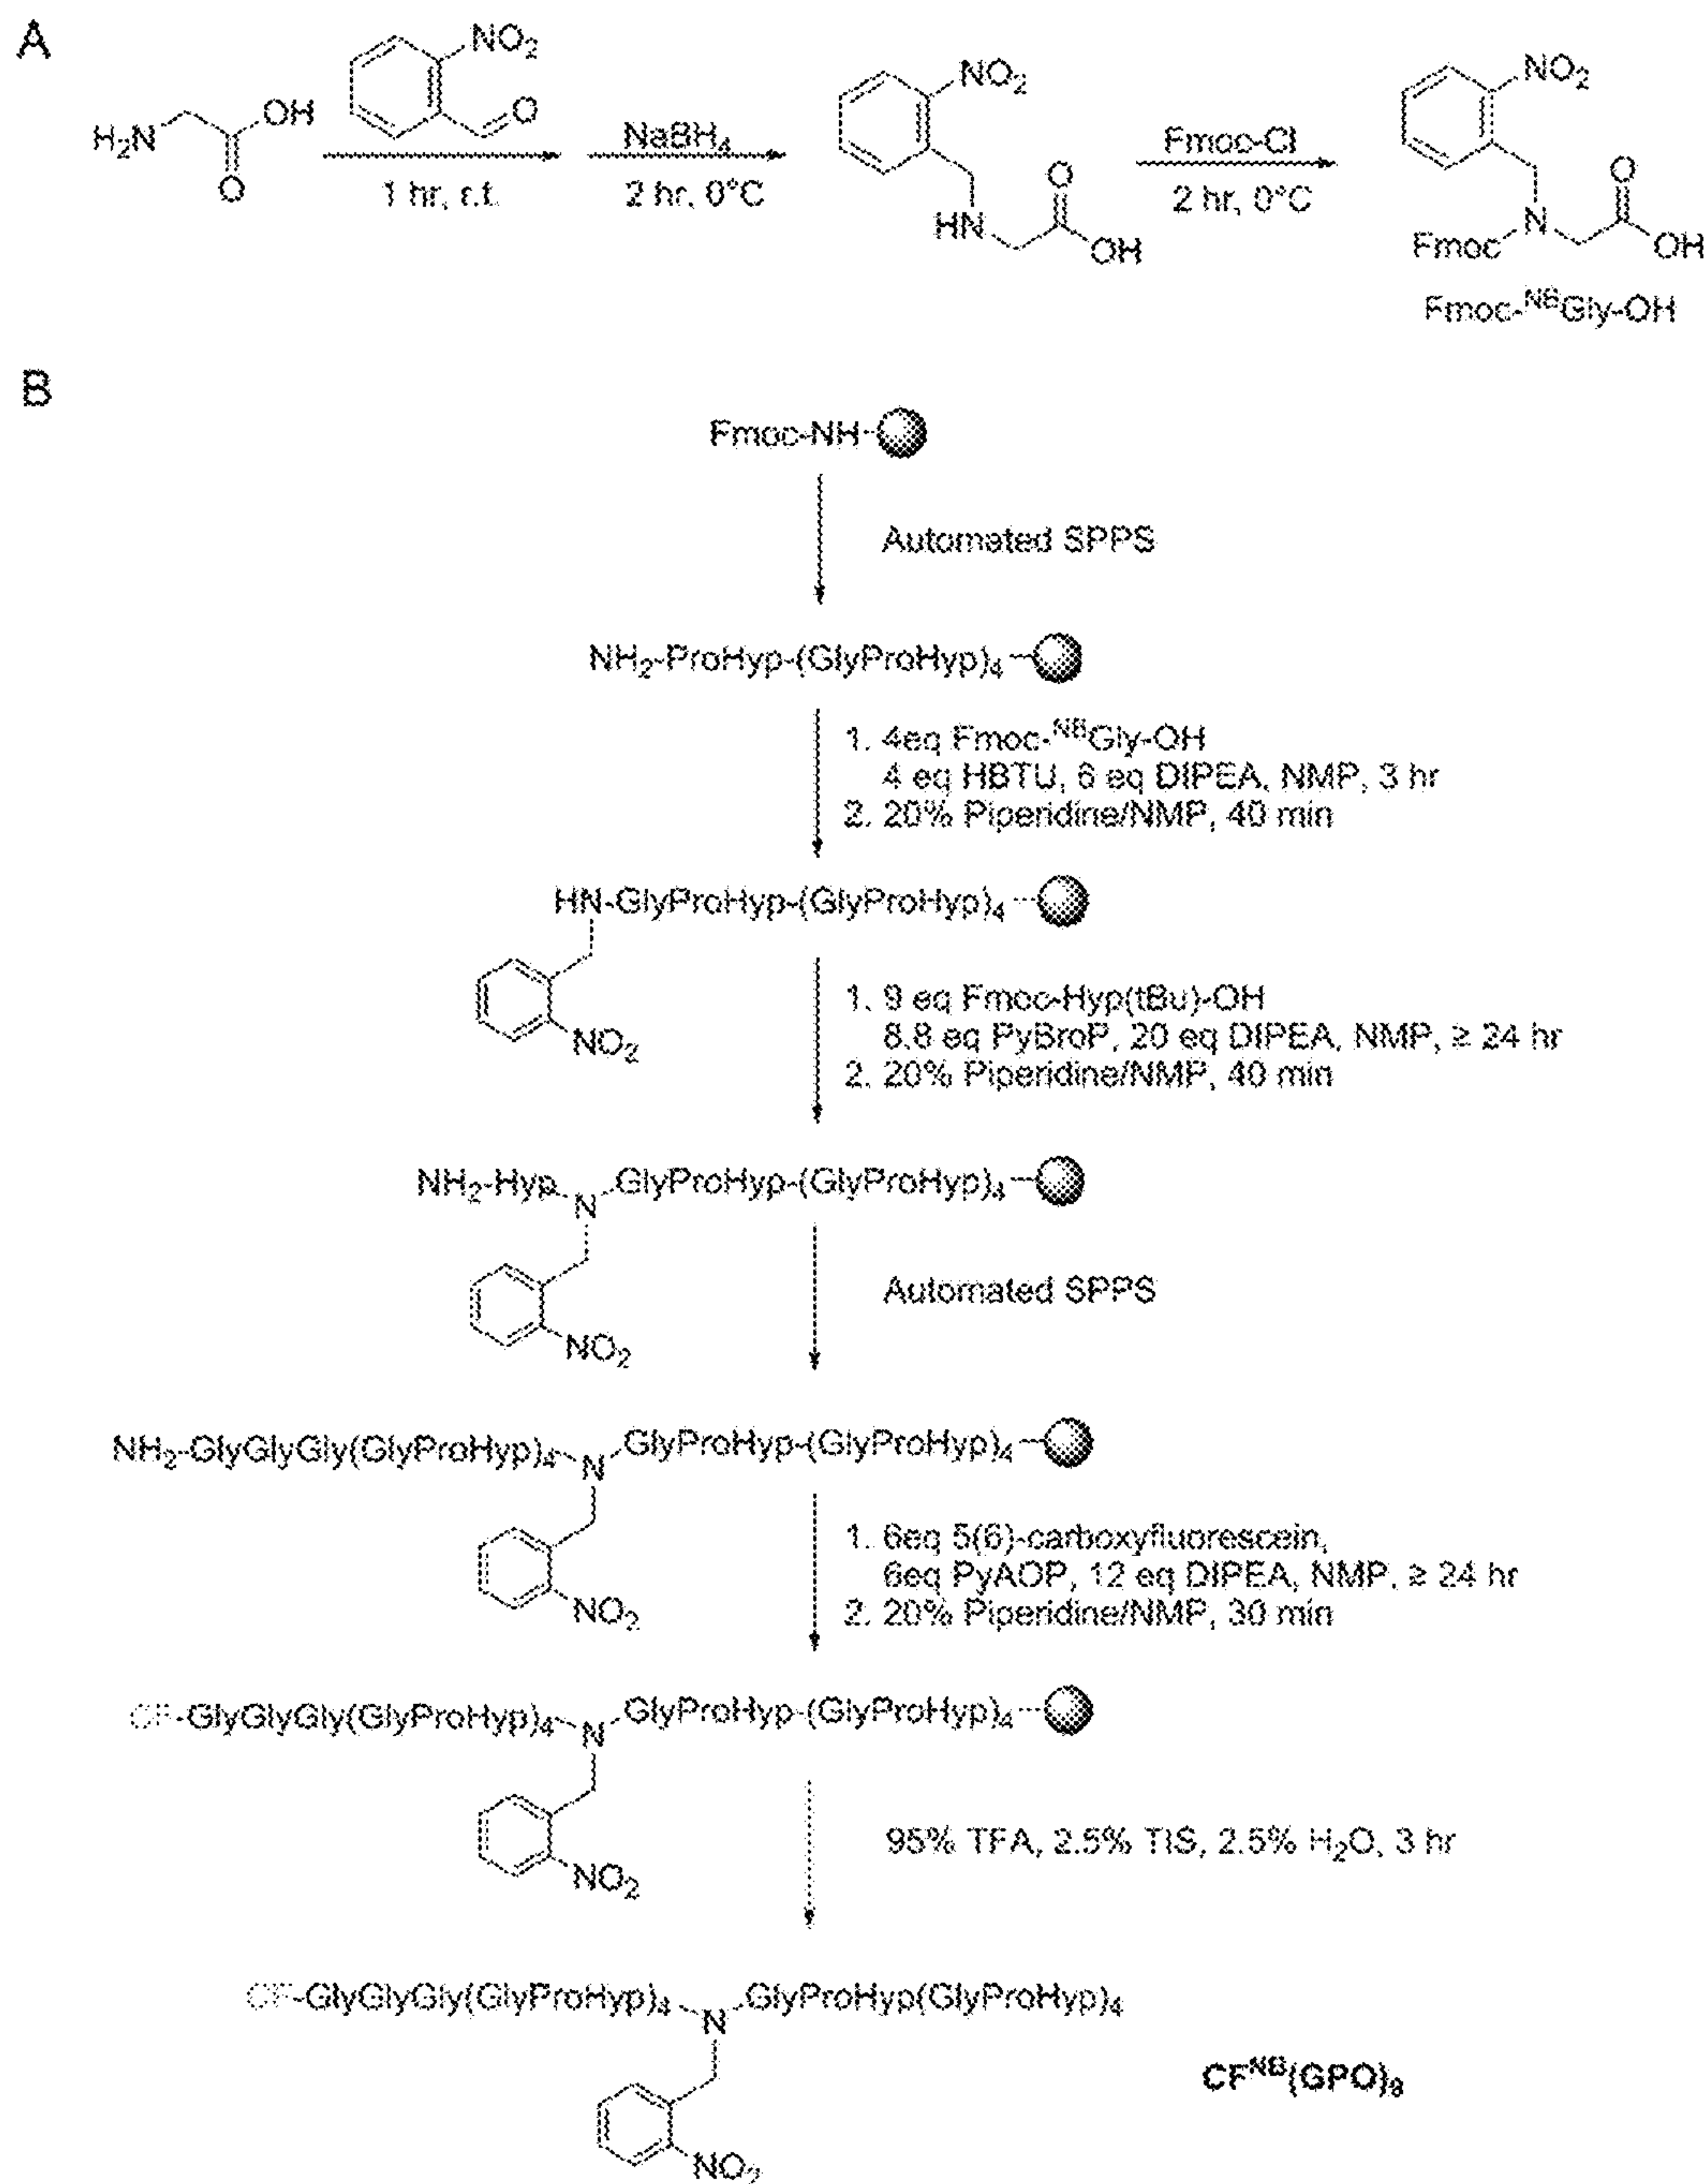 A
NO2
H2N
OH
O
O
1 hr, r.t.
NaBH4
2 hr, 0°C
NO2
HN
O
OH
Fmoc-Cl
2 hr, 0°C
NO2
Fmoc
N
O
OH
Fmoc-NBGly-OH
B
Fmoc-NH
Automated SPPS
NH2-ProHyp-(GlyProHyp)4
1. 4eq Fmoc-NBGly-OH
4 eq HBTU, 6 eq DIPEA, NMP, 3 hr
2. 20% Piperidine/NMP, 40 min
HN-GlyProHyp-(GlyProHyp)4
NO2
1. 9 eq Fmoc-Hyp(tBu)-OH
8.8 eq PyBroP, 20 eq DIPEA, NMP, ≥ 24 hr
2. 20% Piperidine/NMP, 40 min
NH2-Hyp N GlyProHyp-(GlyProHyp)4
NO2
Automated SPPS
NH2-GlyGlyGly(GlyProHyp)4 N GlyProHyp-(GlyProHyp)4
NO2
1. 6eq 5(6)-carboxyfluorescein,
6eq PyAOP, 12 eq DIPEA, NMP, ≥ 24 hr
2. 20% Piperidine/NMP, 30 min
CF-GlyGlyGly(GlyProHyp)4 N GlyProHyp-(GlyProHyp)4
NO2
95% TFA, 2.5% TIS, 2.5% H2O, 3 hr
CF-GlyGlyGly(GlyProHyp)4 N GlyProHyp(GlyProHyp)4
NO2
CFNB(GPO)9